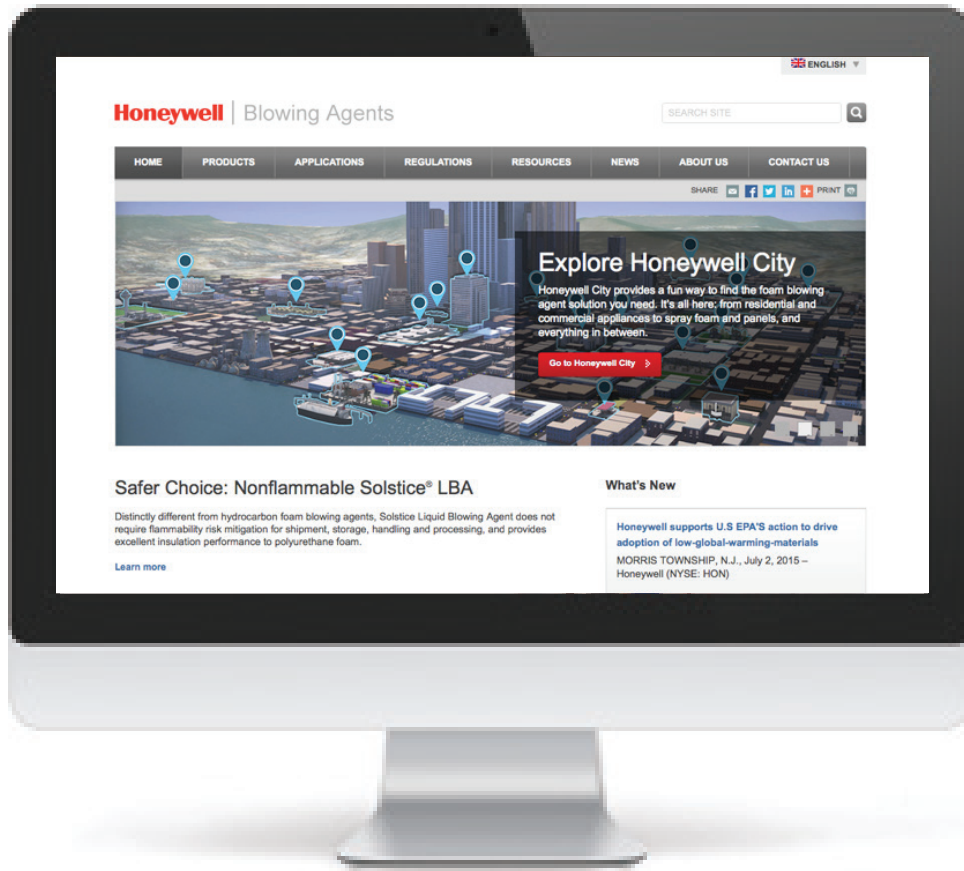 ENGLISH
Honeywell | Blowing Agents
SEARCH SITE
HOME PRODUCTS APPLICATIONS REGULATIONS RESOURCES NEWS ABOUT US CONTACT US
SHARE PRINT
Explore Honeywell City
Honeywell City provides a fun way to find the foam blowing
agent solution you need. It's all here: from residential and
commercial appliances to spray foam and panels, and
everything in between.
Go to Honeywell City
Safer Choice: Nonflammable Solstice® LBA
Distinctly different from hydrocarbon foam blowing agents, Solstice Liquid Blowing Agent does not
require flammability risk mitigation for shipment, storage, handling and processing, and provides
excellent insulation performance to polyurethane foam.
Learn more
What's New
Honeywell supports U.S EPA'S action to drive
adoption of low-global-warming-materials
MORRIS TOWNSHIP, N.J., July 2, 2015 –
Honeywell (NYSE: HON)